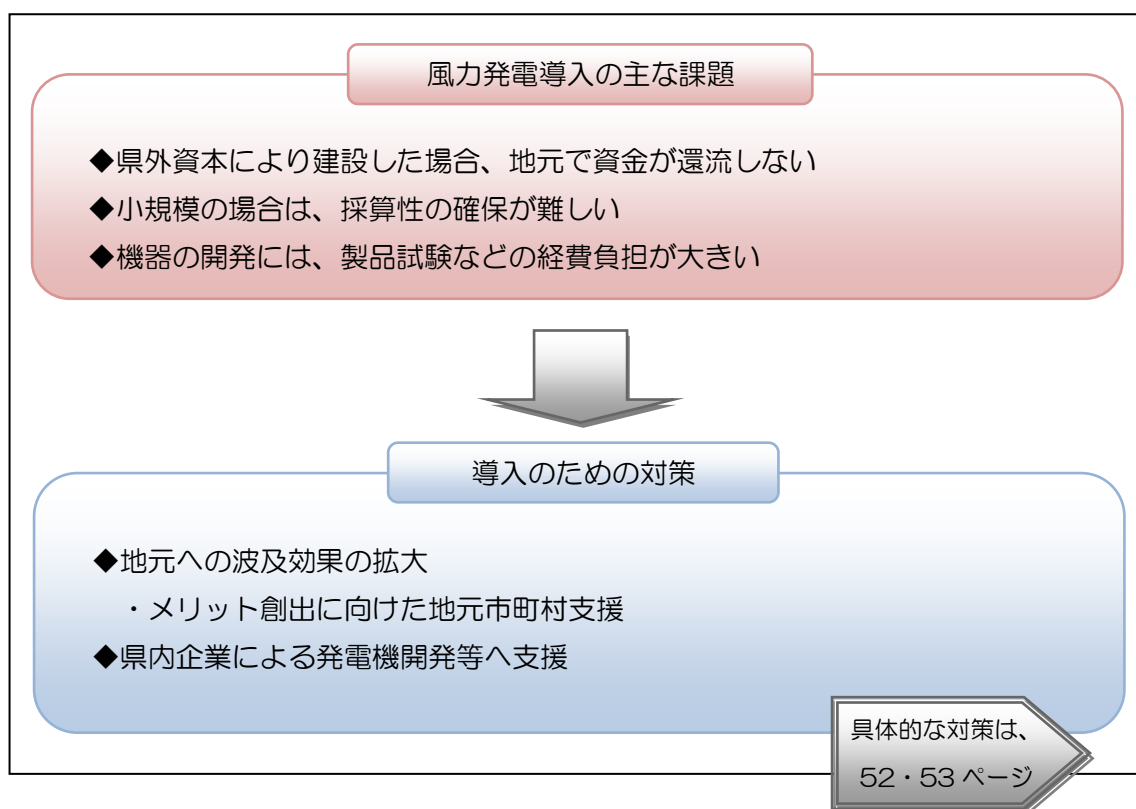 風力発電導入の主な課題
◆県外資本により建設した場合、地元で資金が還流しない
◆小規模の場合は、採算性の確保が難しい
◆機器の開発には、製品試験などの経費負担が大きい
導入のための対策
◆地元への波及効果の拡大
・メリット創出に向けた地元市町村支援
◆県内企業による発電機開発等へ支援
具体的な対策は、
52・53 ページ